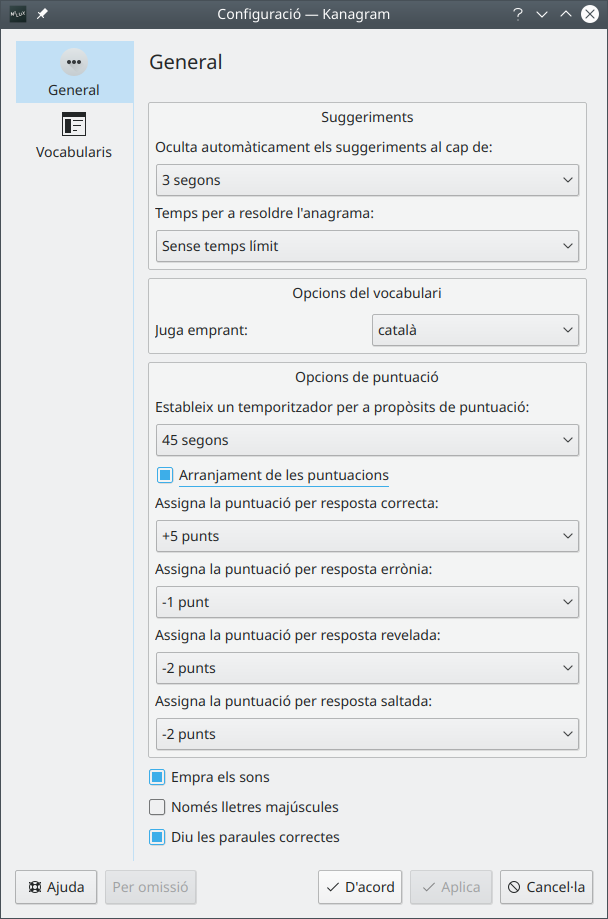 Configuració — Kanagram
General
Vocabularis
General
Suggeriments
Oculta automàticament els suggeriments al cap de:
3 segons
Temps per a resoldre l'anagrama:
Sense temps límit
Opcions del vocabulari
Juga emprant:
català
Opcions de puntuació
Estableix un temporitzador per a propòsits de puntuació:
45 segons
Arranjament de les puntuacions
Assigna la puntuació per resposta correcta:
+5 punts
Assigna la puntuació per resposta errònia:
-1 punt
Assigna la puntuació per resposta revelada:
-2 punts
Assigna la puntuació per resposta saltada:
-2 punts
Empra els sons
Només lletres majúscules
Diu les paraules correctes
Ajuda
Per omissió
D'acord
Aplica
Cancel·la